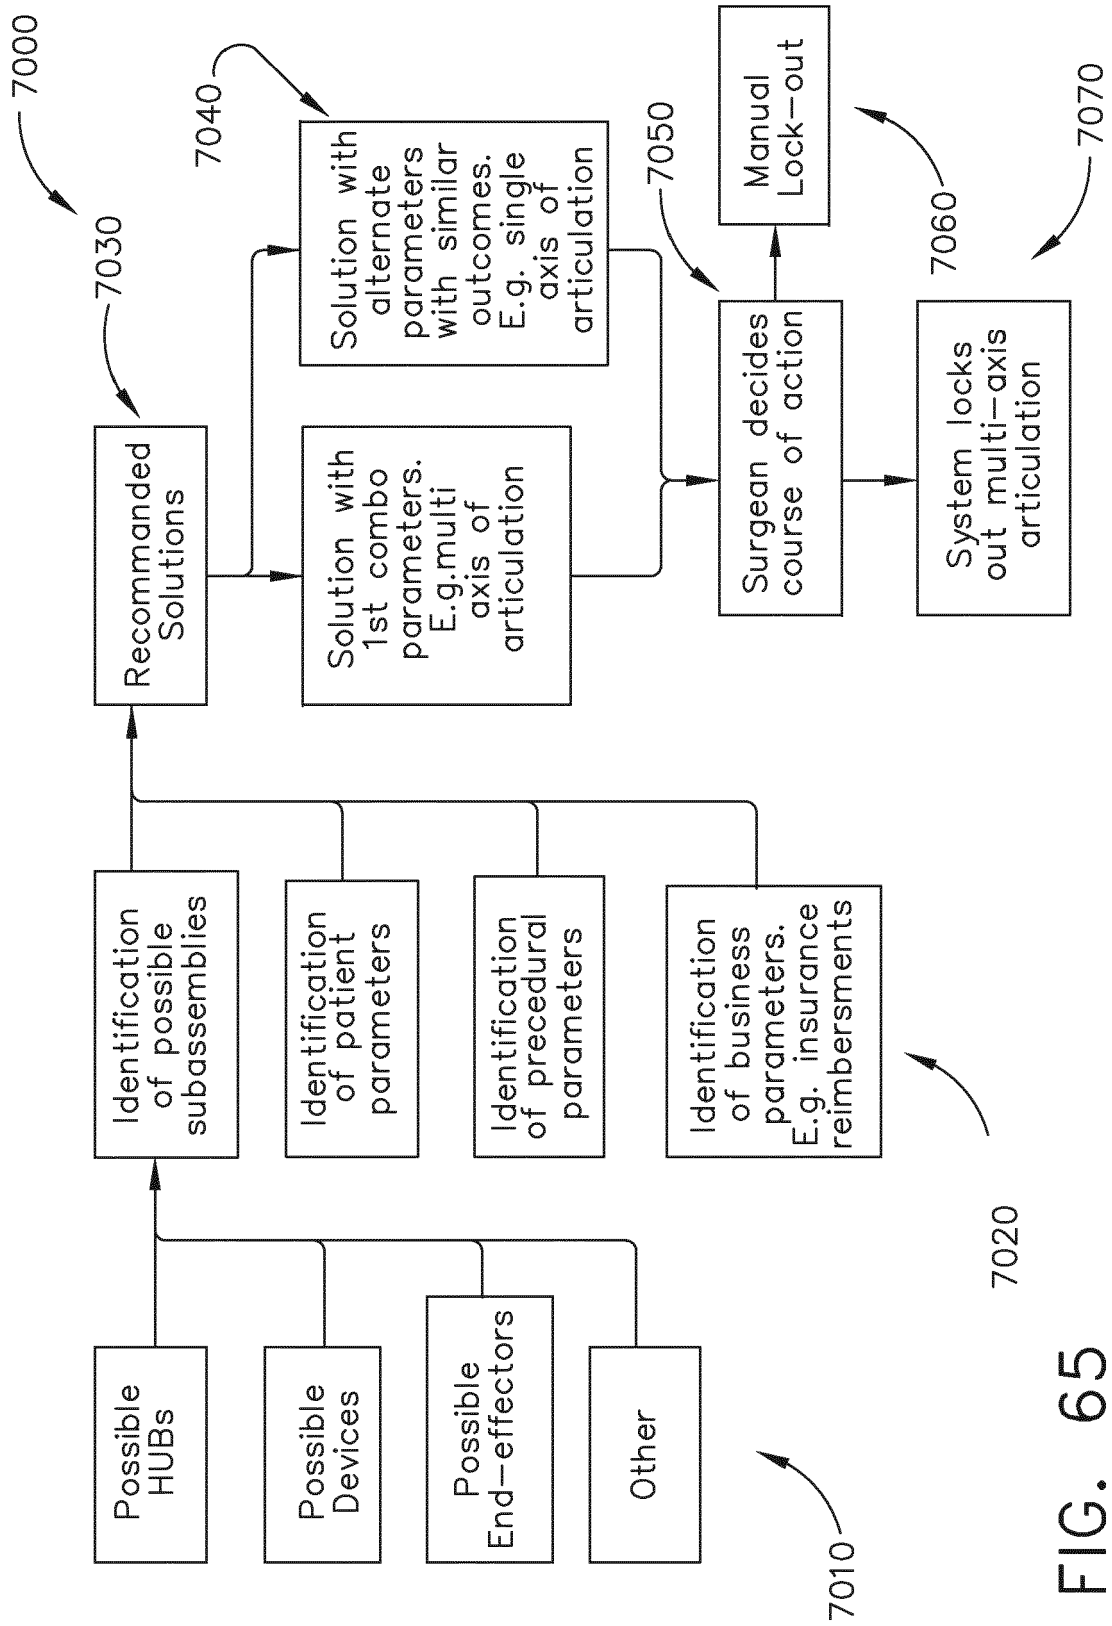 7000
Possible
HUBs
Possible
Devices
Possible
End-effectors
Other
7010
Identification
of possible
subassemblies
Identification
of patient
parameters
Identification
of precedural
parameters
Identification
of business
parameters.
E.g. insurance
reimbersments
7020
7030
Recommanded
Solutions
Solution with
1st combo
parameters.
E.g.multi
axis of
articulation
7040
Solution with
alternate
parameters
with similar
outcomes.
E.g. single
axis of
articulation
7050
Surgean decides
course of action
Manual
Lock-out
7060
System locks
out multi-axis
articulation
7070
FIG. 65